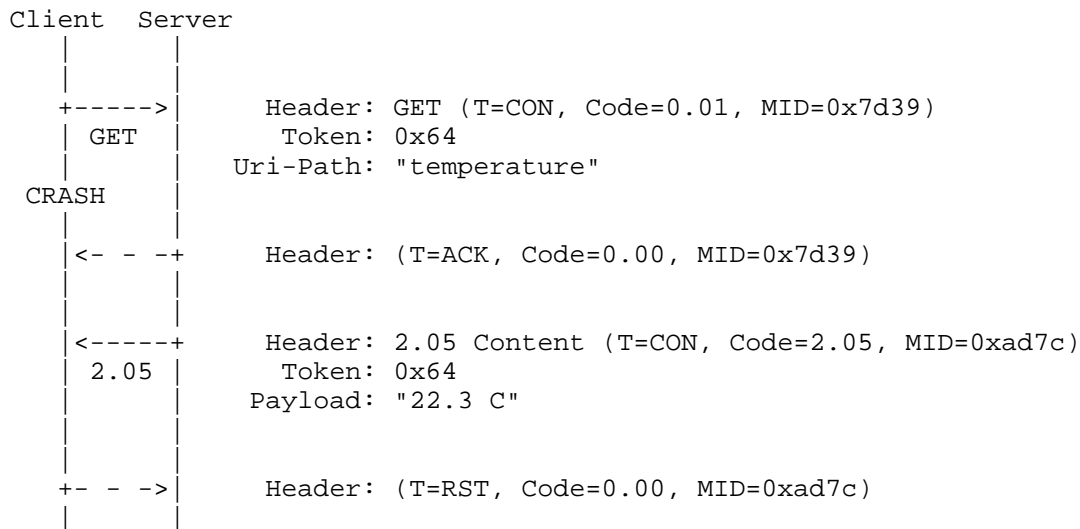 Client Server
Header: GET (T=CON, Code=0.01, MID=0x7d39)
GET Token: 0x64
Uri-Path: "temperature"
CRASH
Header: (T=ACK, Code=0.00, MID=0x7d39)
Header: 2.05 Content (T=CON, Code=2.05, MID=0xad7c)
2.05 Token: 0x64
Payload: "22.3 C"
Header: (T=RST, Code=0.00, MID=0xad7c)